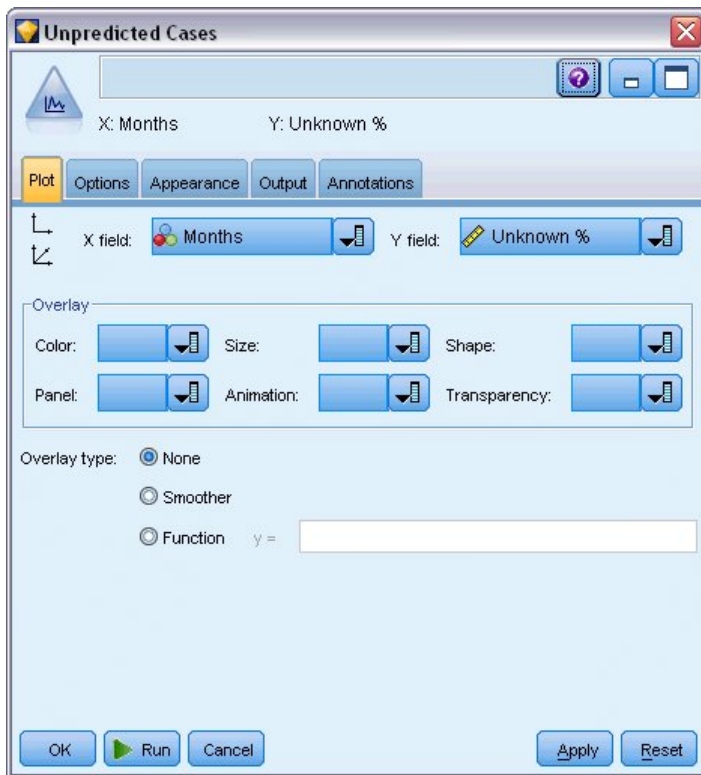 Unpredicted Cases
X: Months Y: Unknown %
Plot Options Appearance Output Annotations
X field: Months Y field: Unknown %
Overlay
Color: Size: Shape:
Panel: Animation: Transparency:
Overlay type: None
Smoother
Function y =
OK Run Cancel Apply Reset